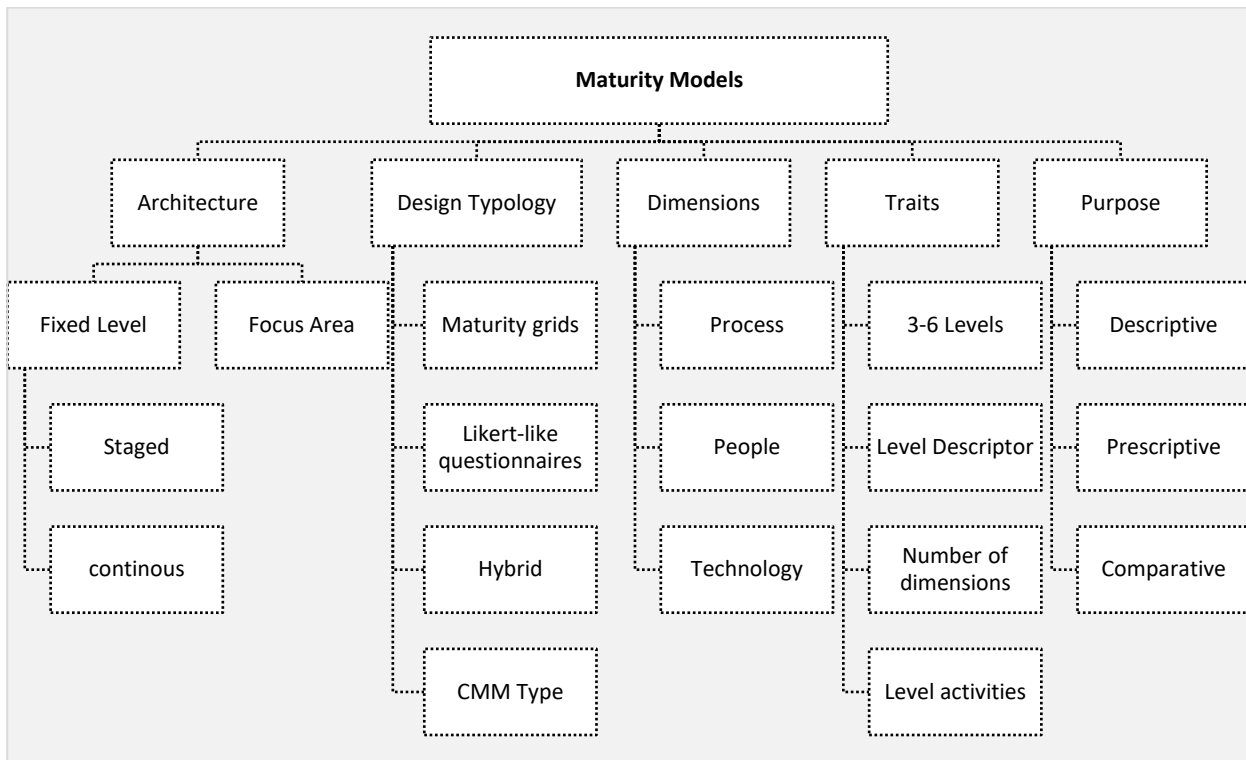 Maturity Models
Architecture
Design Typology
Dimensions
Traits
Purpose
Fixed Level
Focus Area
Maturity grids
Process
3-6 Levels
Descriptive
Staged
Likert-like
questionnaires
People
Level Descriptor
Prescriptive
continous
Hybrid
Technology
Number of
dimensions
Comparative
CMM Type
Level activities